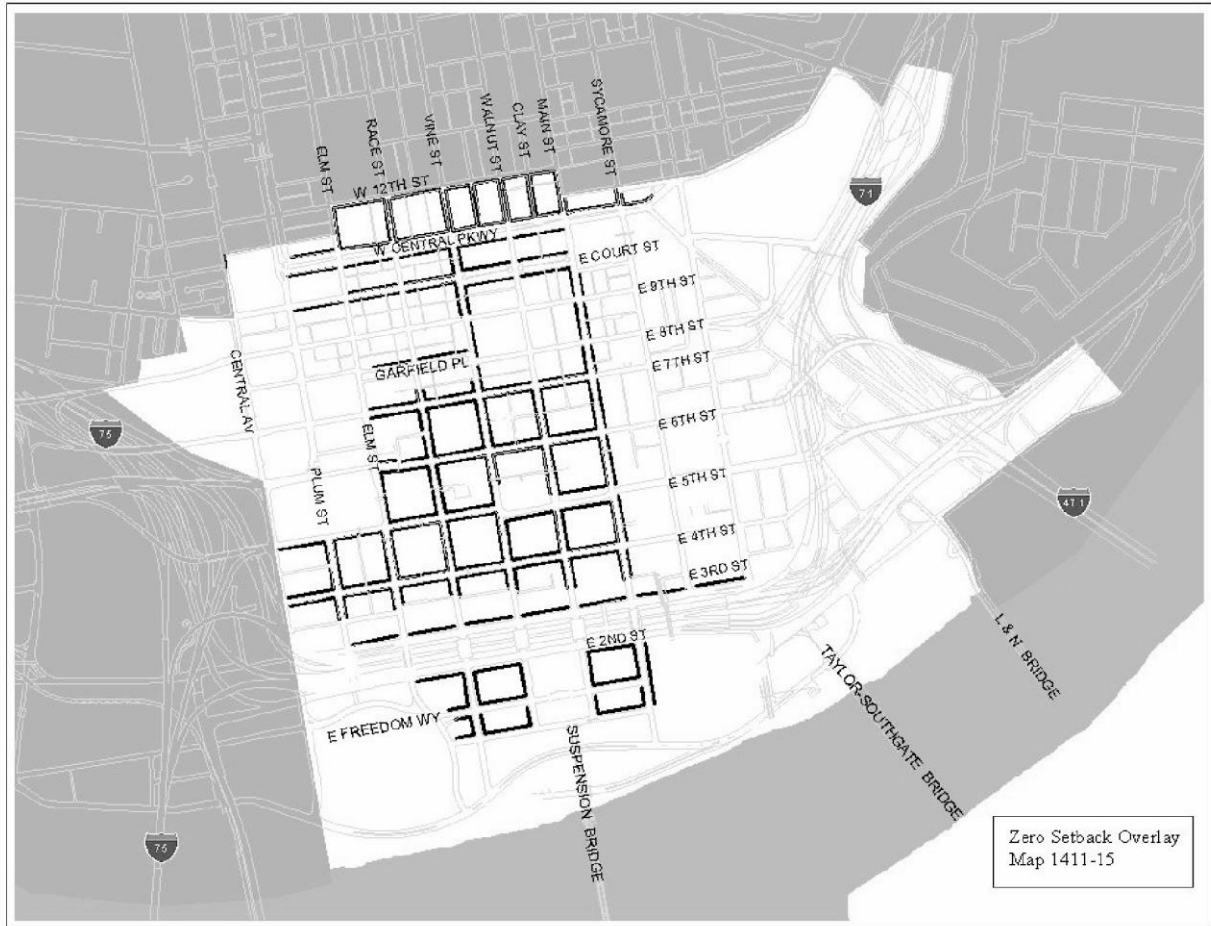 SYCAMORE ST
MAIN ST
CLAY ST
WALNUT ST
VINE ST
RACE ST
ELM ST
W 12TH ST
W CENTRAL PKWY
71
E COURT ST
E 9TH ST
E 8TH ST
E 7TH ST
GARFIELD PL
CENTRAL AV
75
ELM ST
E 6TH ST
PLUM ST
E 5TH ST
471
E 4TH ST
E 3RD ST
E 2ND ST
L & N BRIDGE
TAYLOR-SOUTHGATE BRIDGE
E FREEDOM WY
SUSPENSION BRIDGE
75
Zero Setback Overlay
Map 1411-15